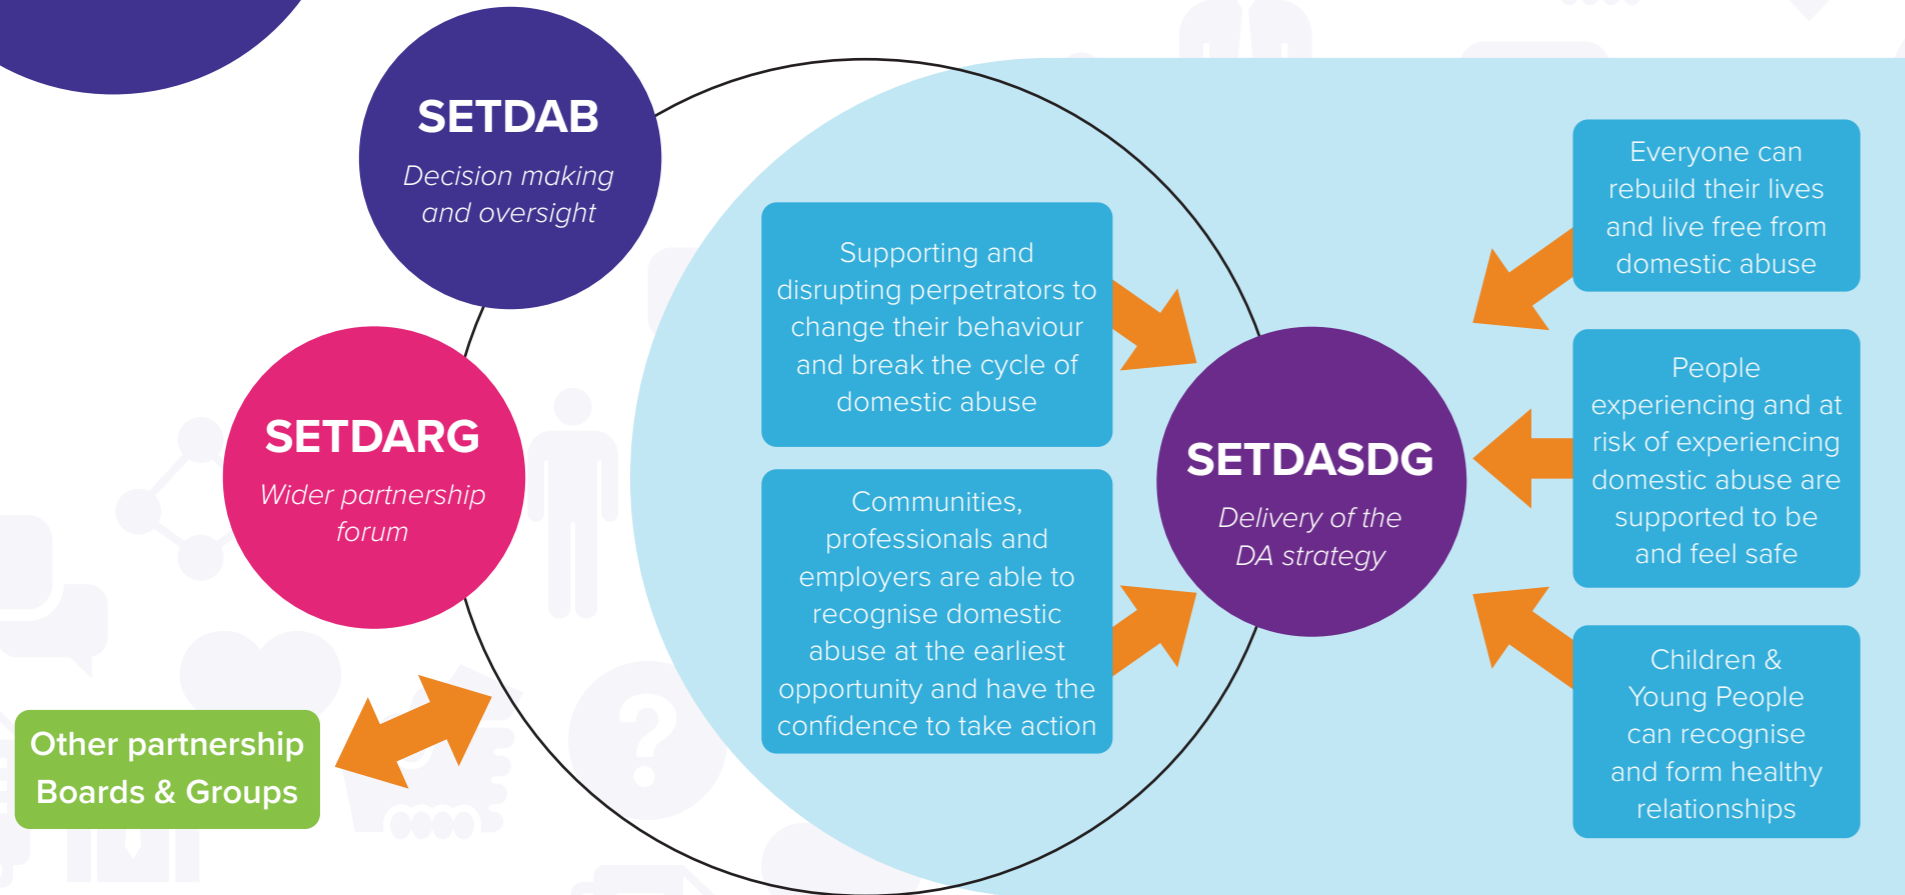 SETDAB
Decision making
and oversight
SETDARG
Wider partnership
forum
Other partnership
Boards & Groups
Supporting and
disrupting perpetrators to
change their behaviour
and break the cycle of
domestic abuse
Communities,
professionals and
employers are able to
recognise domestic
abuse at the earliest
opportunity and have the
confidence to take action
SETDASDG
Delivery of the
DA strategy
Everyone can
rebuild their lives
and live free from
domestic abuse
People
experiencing and at
risk of experiencing
domestic abuse are
supported to be
and feel safe
Children &
Young People
can recognise
and form healthy
relationships